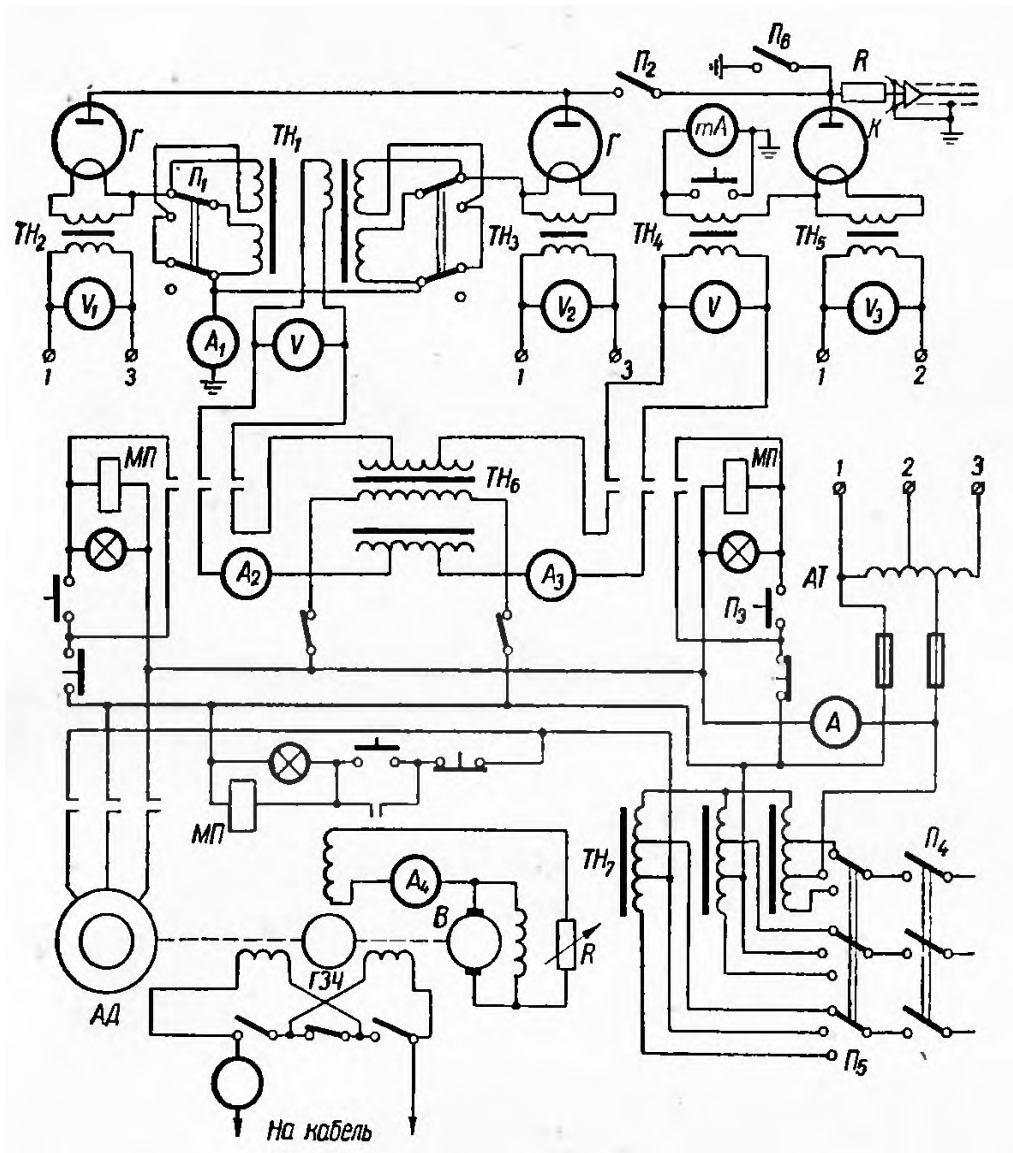 П₂
П₆
R
Г
П₁
ТН₁
Г
mA
К
ТН₂
ТН₃
ТН₄
ТН₅
V₁
A₁
V
V₂
V
V₃
1
3
1
3
1
2
МП
ТН₆
МП
1
2
3
A₂
A₃
АТ
П₃
A
МП
ТН₇
П₄
A₄
В
R
ГЗЧ
АД
П₅
На кабель